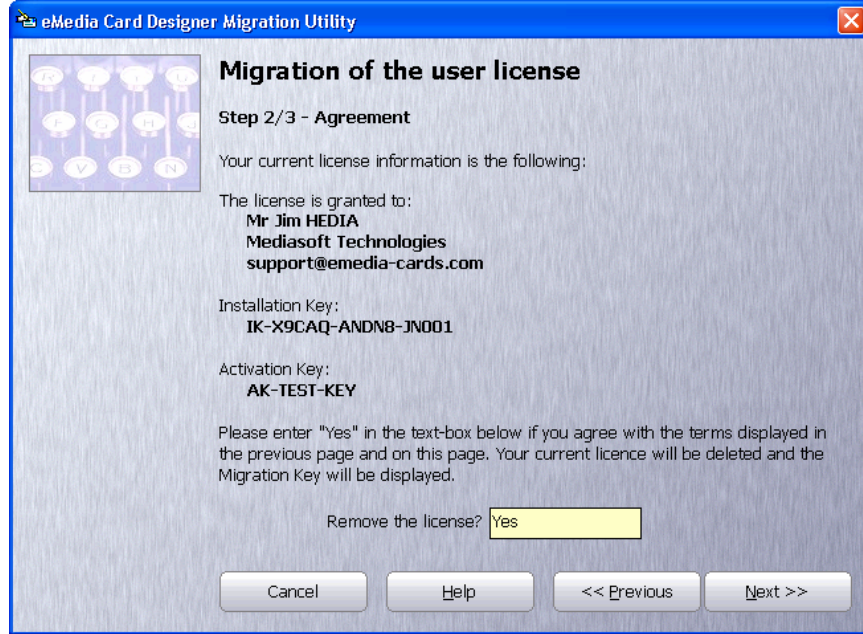 eMedia Card Designer Migration Utility
Migration of the user license
Step 2/3 - Agreement
Your current license information is the following:
The license is granted to:
Mr Jim HEDIA
Mediasoft Technologies
support@emedia-cards.com
Installation Key:
IK-X9CAQ-ANDN8-JN001
Activation Key:
AK-TEST-KEY
Please enter "Yes" in the text-box below if you agree with the terms displayed in
the previous page and on this page. Your current licence will be deleted and the
Migration Key will be displayed.
Remove the license? Yes
Cancel Help << Previous Next >>